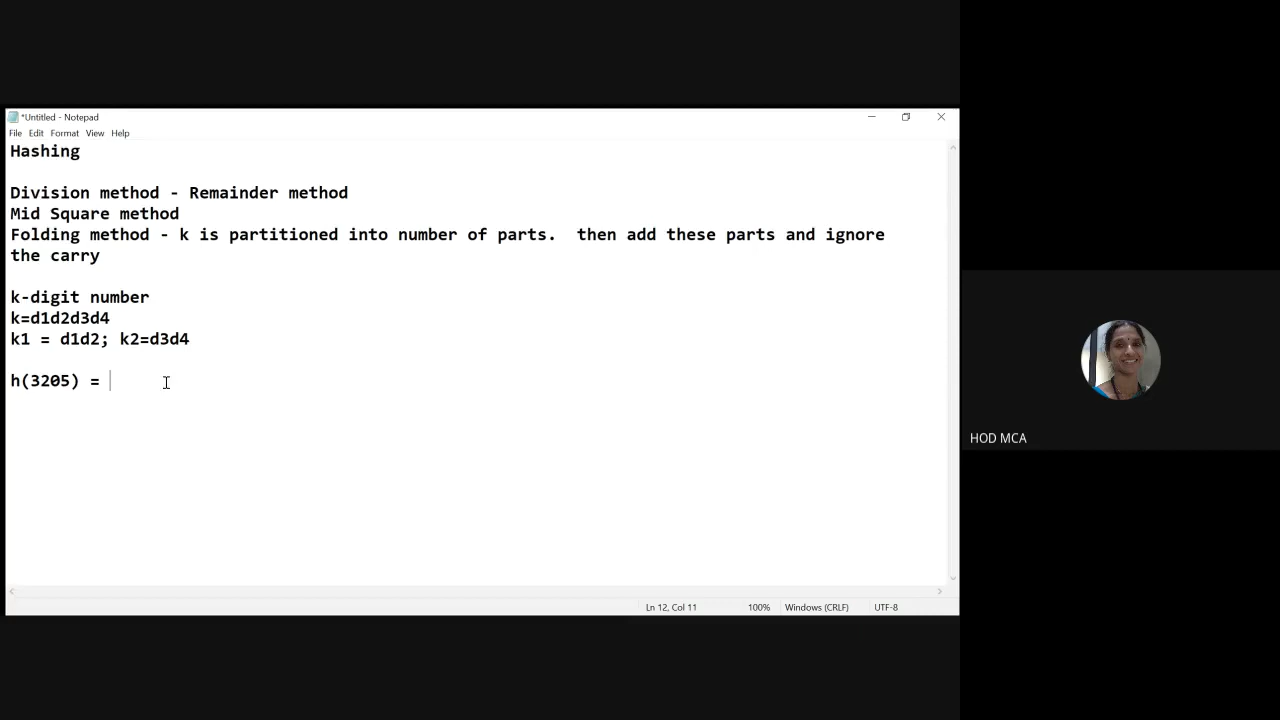 *Untitled - Notepad
File Edit Format View Help
Hashing
Division method - Remainder method
Mid Square method
Folding method - k is partitioned into number of parts.  then add these parts and ignore
the carry
k-digit number
k=d1d2d3d4
k1 = d1d2; k2=d3d4
h(3205) =
HOD MCA
Ln 12, Col 11 100% Windows (CRLF) UTF-8